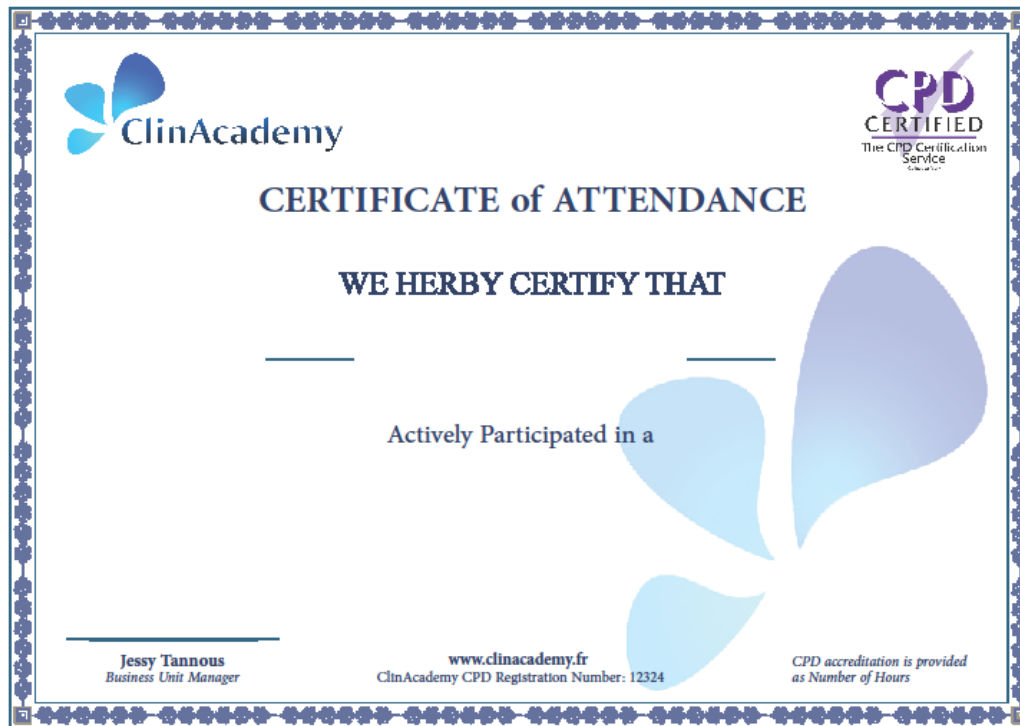 ClinAcademy
CPD
CERTIFIED
The CPD Certification
Service
CERTIFICATE of ATTENDANCE
WE HERBY CERTIFY THAT
Actively Participated in a
Jessy Tannous
Business Unit Manager
www.clinacademy.fr
ClinAcademy CPD Registration Number: 12324
CPD accreditation is provided
as Number of Hours